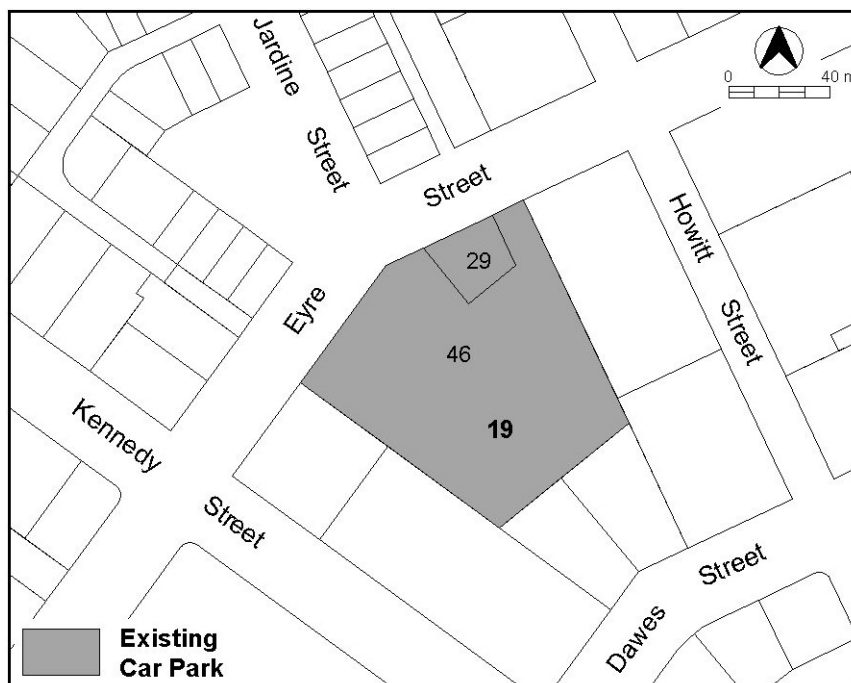 Jardine
Street
0 40 m
Street
Howitt
Street
29
Eyre
46
19
Kennedy
Street
Street
Dawes
Existing
Car Park